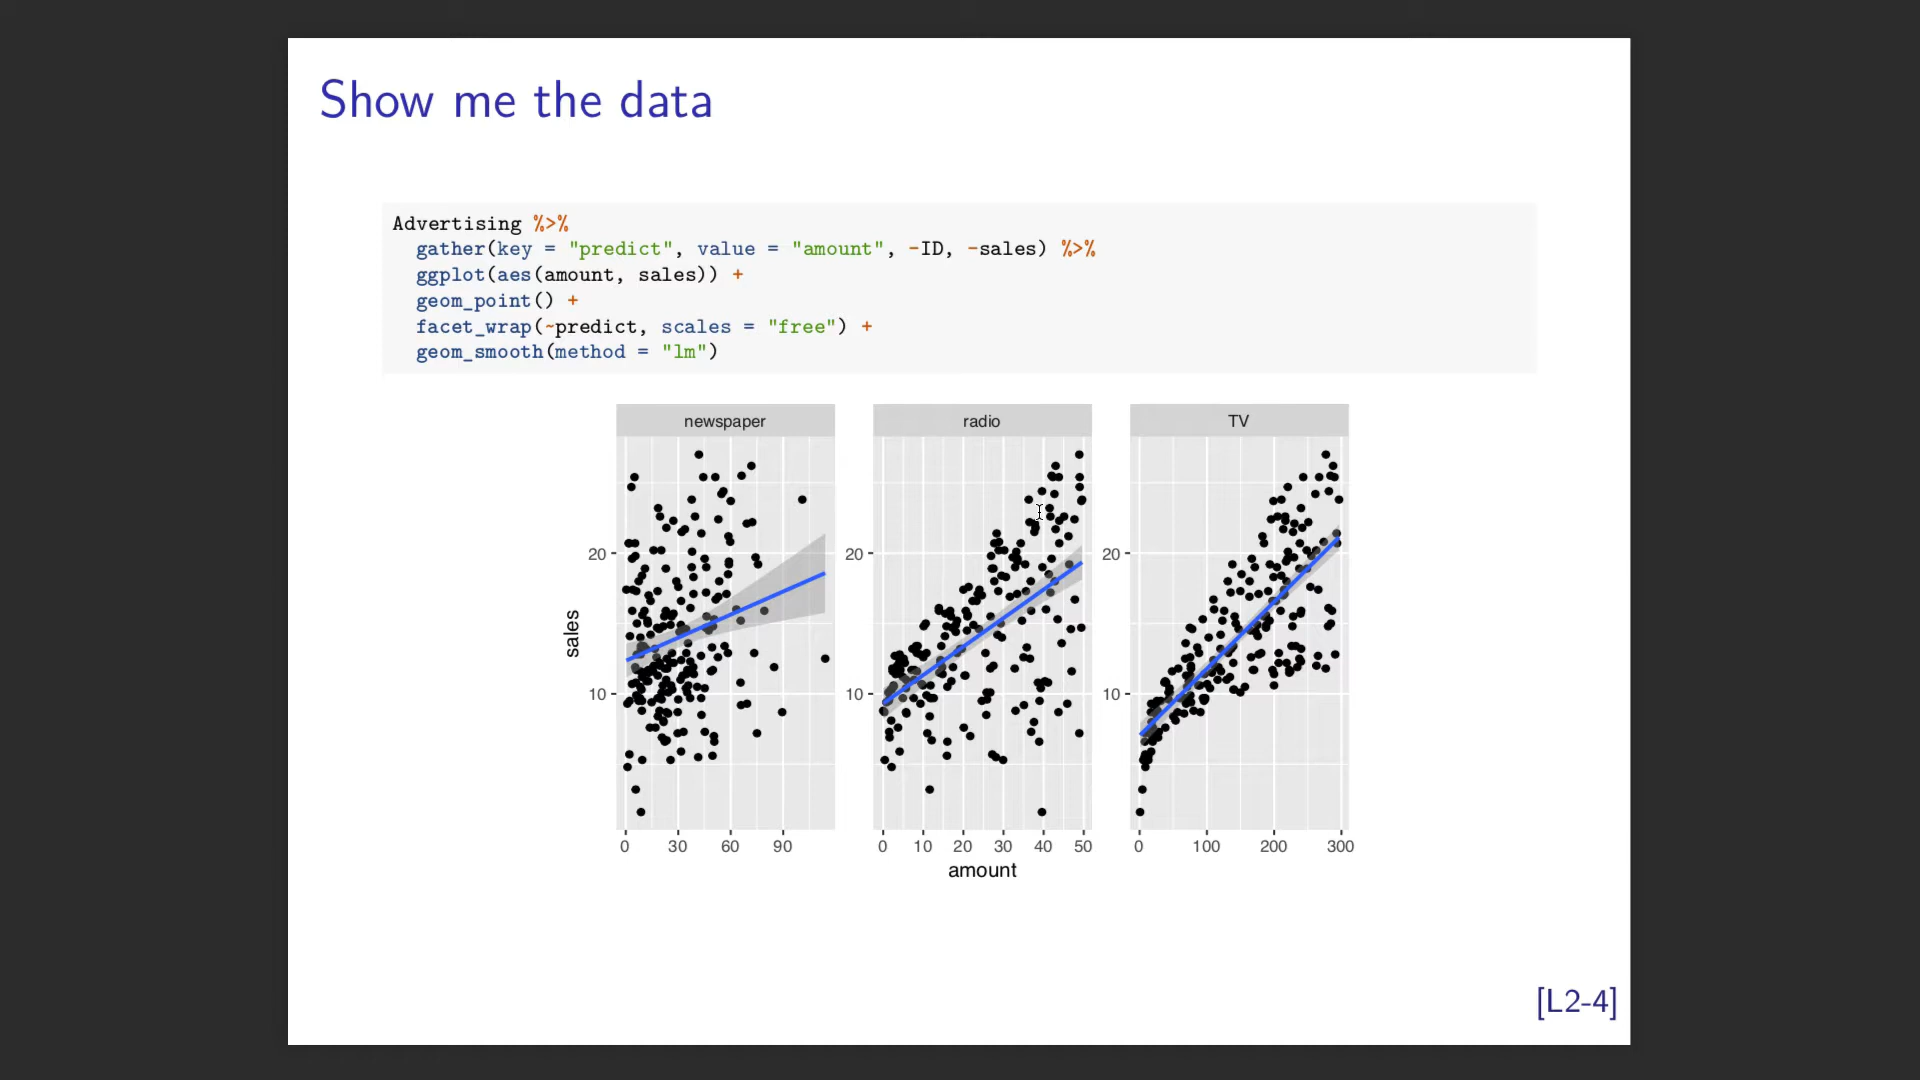 Show me the data
Advertising %>%
gather(key = "predict", value = "amount", -ID, -sales) %>%
ggplot(aes(amount, sales)) +
geom_point() +
facet_wrap(~predict, scales = "free") +
geom_smooth(method = "lm")
newspaper radio TV
20 20 20
sales
10 10 10
0 30 60 90 0 10 20 30 40 50 0 100 200 300
amount
[L2-4]